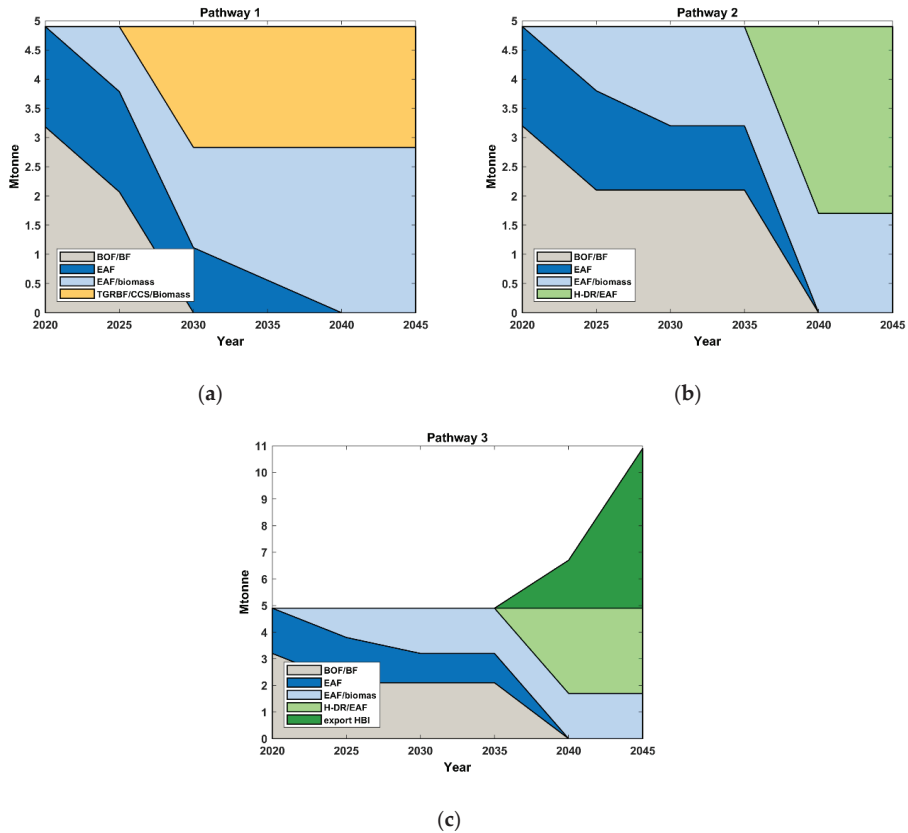 Pathway 1
5
4.5
4
3.5
3
2.5
2
1.5
1
0.5
0
Mtonne
BOF/BF
EAF
EAF/biomass
TGRBF/CCS/Biomass
2020 2025 2030 2035 2040 2045
Year
(a)
Pathway 2
5
4.5
4
3.5
3
2.5
2
1.5
1
0.5
0
Mtonne
BOF/BF
EAF
EAF/biomass
H-DR/EAF
2020 2025 2030 2035 2040 2045
Year
(b)
Pathway 3
11
10
9
8
7
6
5
4
3
2
1
0
Mtonne
BOF/BF
EAF
EAF/biomas
H-DR/EAF
export HBI
2020 2025 2030 2035 2040 2045
Year
(c)